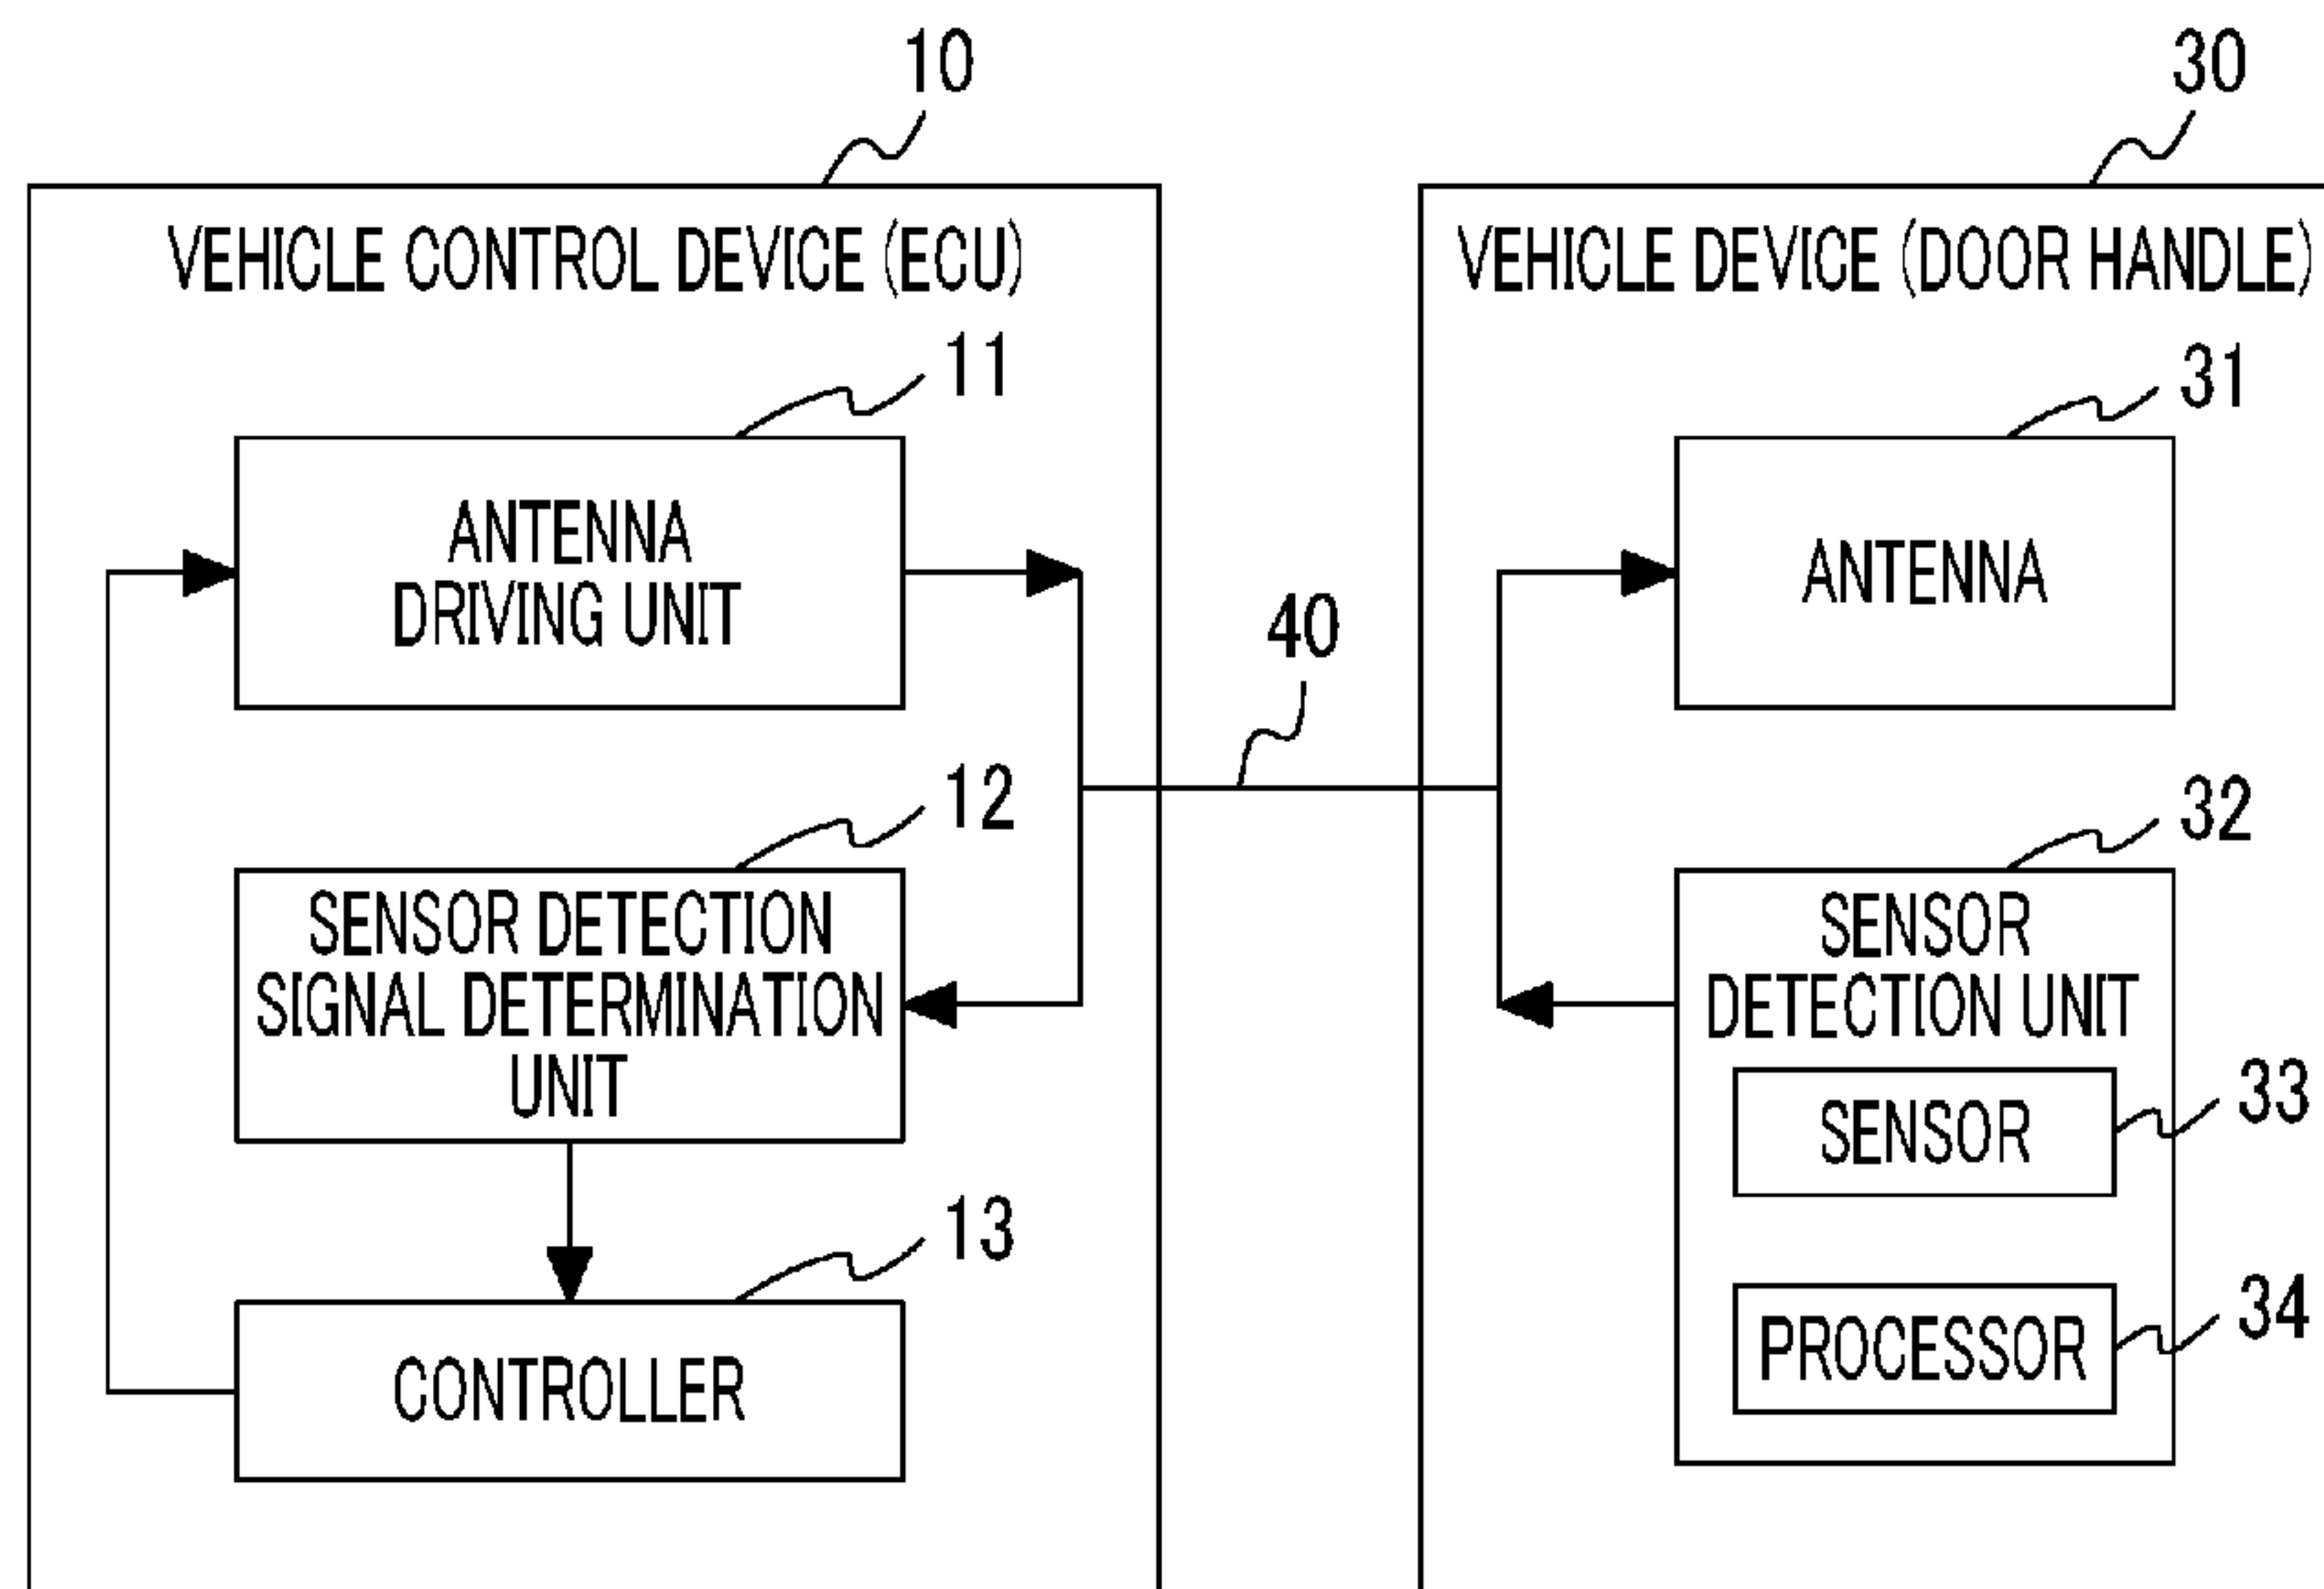 10
30
VEHICLE CONTROL DEVICE (ECU)
VEHICLE DEVICE (DOOR HANDLE)
11
31
ANTENNA
DRIVING UNIT
ANTENNA
40
12
32
SENSOR DETECTION
SIGNAL DETERMINATION
UNIT
SENSOR
DETECTION UNIT
33
SENSOR
13
34
CONTROLLER
PROCESSOR